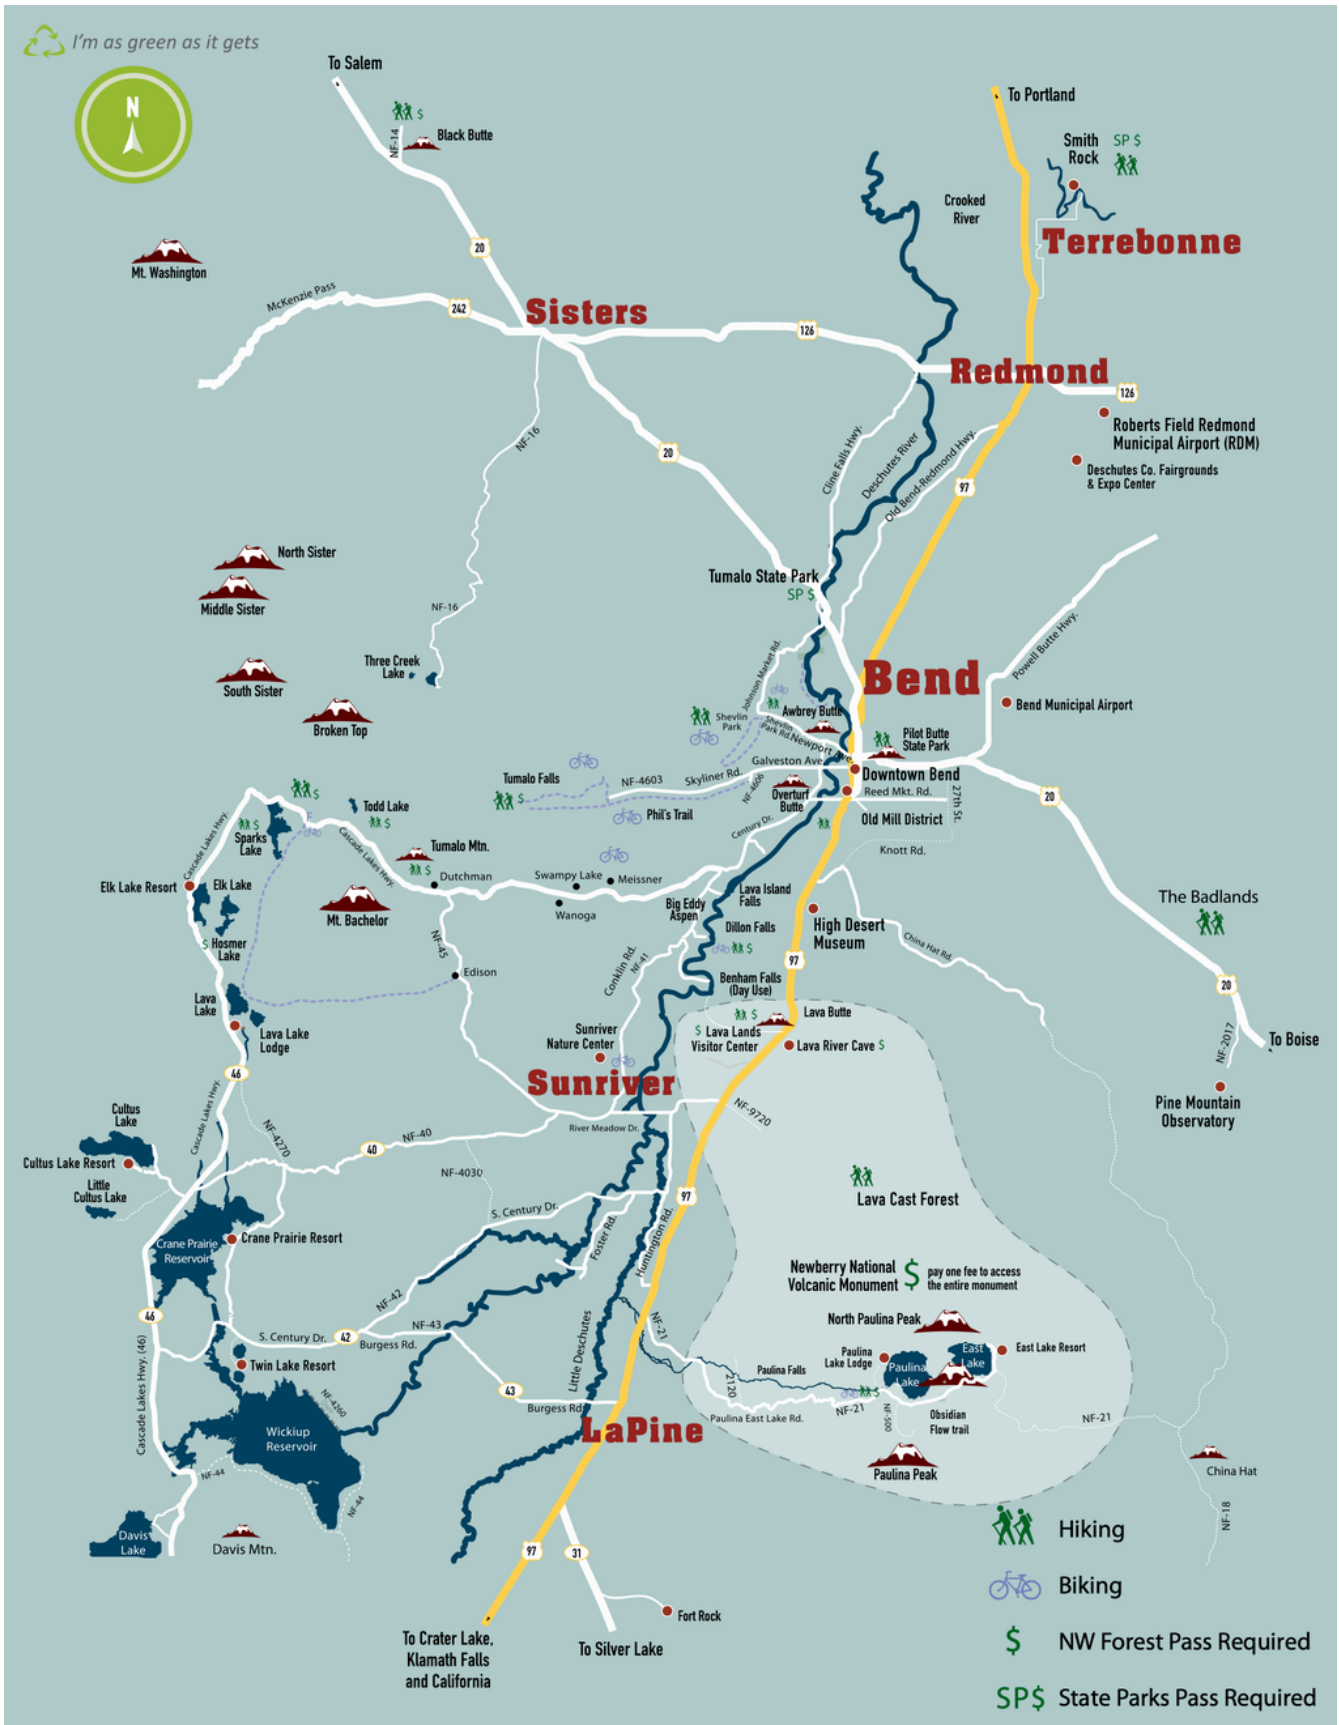 I'm as green as it gets
N
To Salem
To Portland
NF-14
Black Butte
Smith
Rock
SP $
$
Crooked
River
Terrebonne
20
Mt. Washington
McKenzie Pass
242
Sisters
126
Redmond
126
Roberts Field Redmond
Municipal Airport (RDM)
Deschutes Co. Fairgrounds
& Expo Center
NF-16
20
Cline Falls Hwy.
Deschutes River
Old Bend-Redmond Hwy.
97
North Sister
Middle Sister
Tumalo State Park
SP $
NF-16
Three Creek
Lake
South Sister
Broken Top
Johnson Market Rd.
Bend
Powell Butte Hwy.
Bend Municipal Airport
Shevlin
Park
Awbrey Butte
Shevlin
Park Rd.
Newport Ave.
Pilot Butte
State Park
Galveston Ave.
Downtown Bend
Tumalo Falls
$
NF-4603
Skyliner Rd.
NF-4606
Overturf
Butte
Reed Mkt. Rd.
27th St.
20
Phil's Trail
Century Dr.
Old Mill District
Knott Rd.
$
Todd Lake
$
Cascade Lakes Hwy.
$
Sparks
Lake
Cascade Lakes Hwy.
Tumalo Mtn.
$
Dutchman
Swampy Lake
Meissner
Wanoga
Elk Lake Resort
Elk Lake
Mt. Bachelor
Big Eddy
Aspen
Lava Island
Falls
Dillon Falls
$
High Desert
Museum
The Badlands
$ Hosmer
Lake
NF-45
Edison
Conklin Rd.
NF-41
China Hat Rd.
97
Benham Falls
(Day Use)
20
Lava
Lake
Lava Lake
Lodge
Sunriver
Nature Center
$
Lava Butte
$ Lava Lands
Visitor Center
Lava River Cave $
NF-2017
To Boise
46
Sunriver
Pine Mountain
Observatory
Cultus
Lake
Cascade Lakes Hwy.
NF-4270
40
NF-40
River Meadow Dr.
NF-9720
Cultus Lake Resort
Little
Cultus Lake
NF-4030
97
Lava Cast Forest
S. Century Dr.
Foster Rd.
Huntington Rd.
Crane Prairie
Reservoir
Crane Prairie Resort
Newberry National
Volcanic Monument
$
pay one fee to access
the entire monument
NF-42
46
S. Century Dr.
42
NF-43
Burgess Rd.
Little Deschutes
NF-21
North Paulina Peak
Paulina
Lake Lodge
East
Lake
East Lake Resort
Twin Lake Resort
Paulina Falls
Paulina
Lake
2120
43
Burgess Rd.
$
NF-21
Paulina East Lake Rd.
NF-500
Obsidian
Flow trail
NF-21
Cascade Lakes Hwy. (46)
NF-4260
Wickiup
Reservoir
LaPine
Paulina Peak
China Hat
NF-44
NF-44
NF-18
Davis
Lake
Davis Mtn.
97
31
Fort Rock
To Crater Lake,
Klamath Falls
and California
To Silver Lake
Hiking
Biking
$ NW Forest Pass Required
SP$ State Parks Pass Required